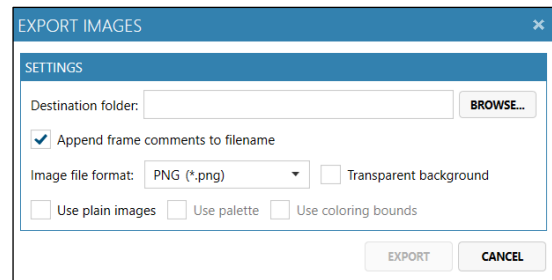 EXPORT IMAGES
SETTINGS
Destination folder: BROWSE...
Append frame comments to filename
Image file format: PNG (*.png) Transparent background
Use plain images Use palette Use coloring bounds
EXPORT CANCEL